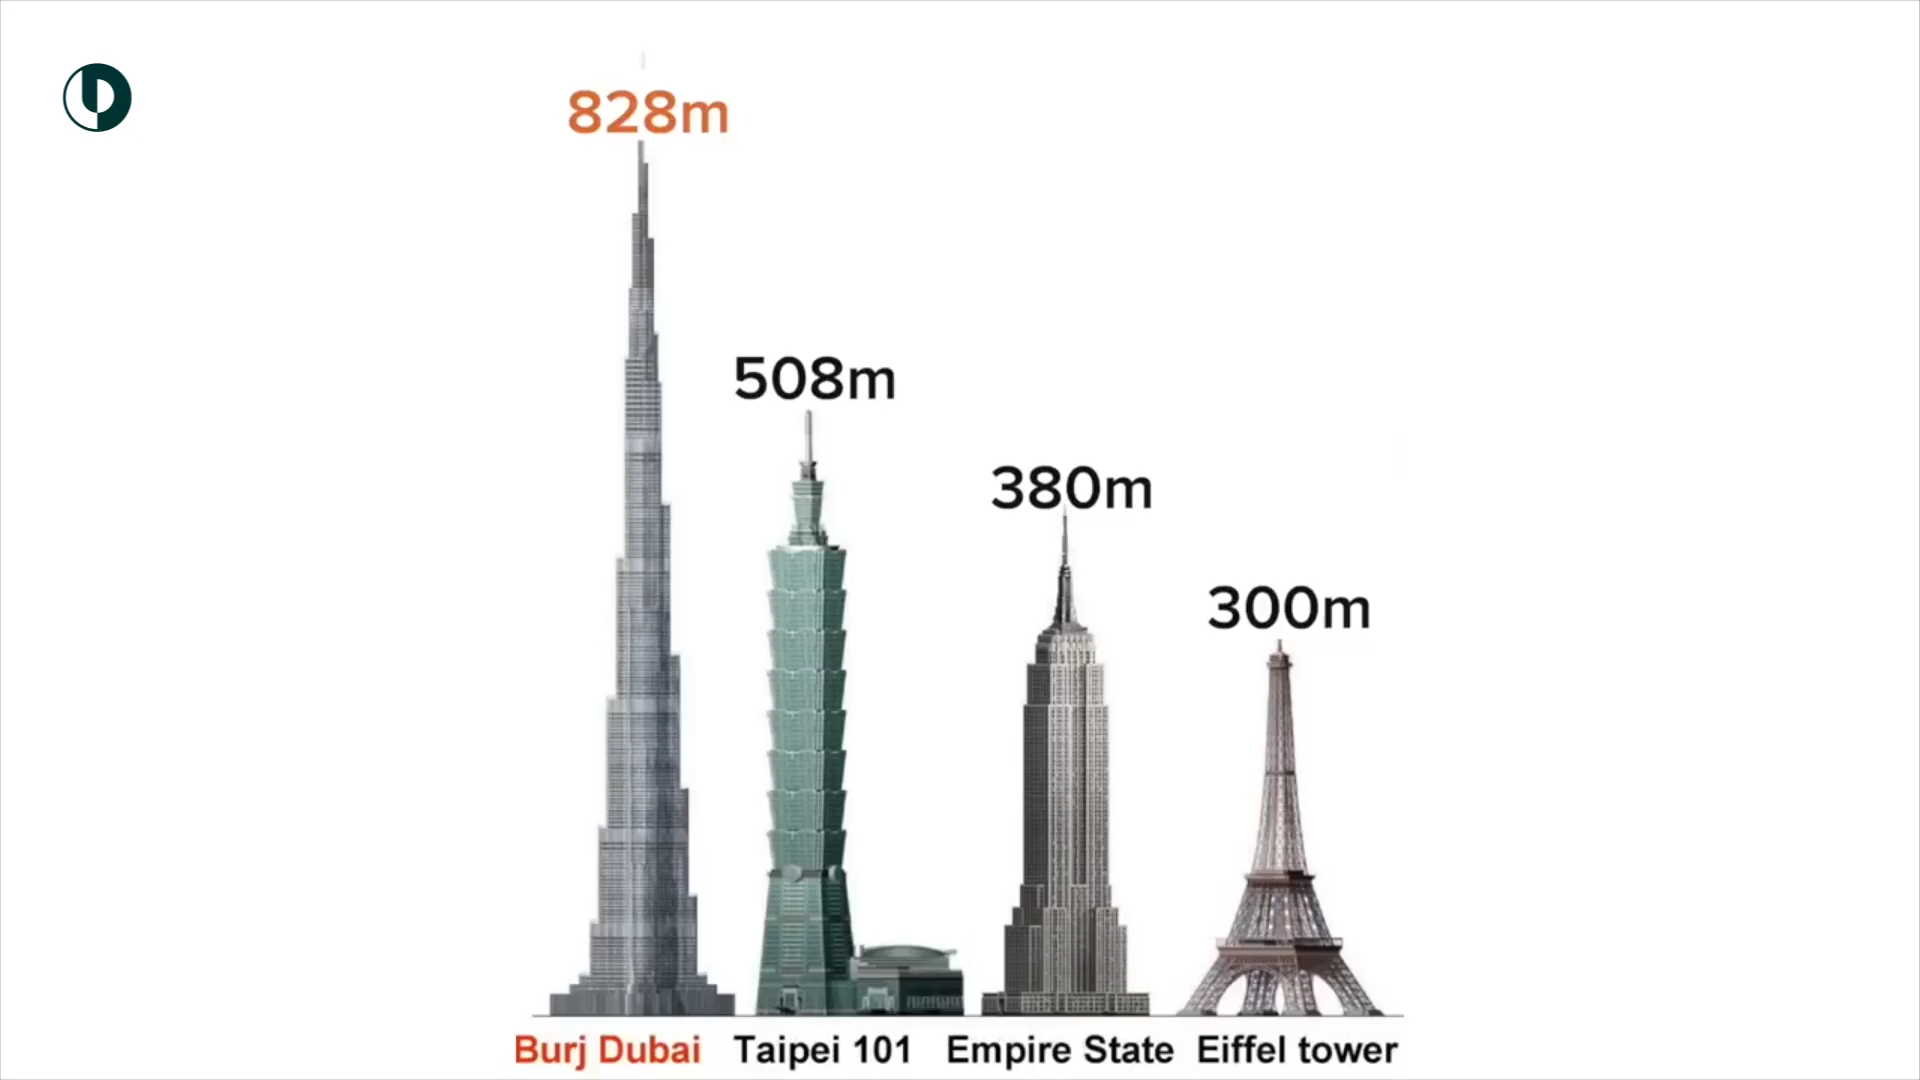 828m
508m
380m
300m
Burj Dubai Taipei 101 Empire State Eiffel tower